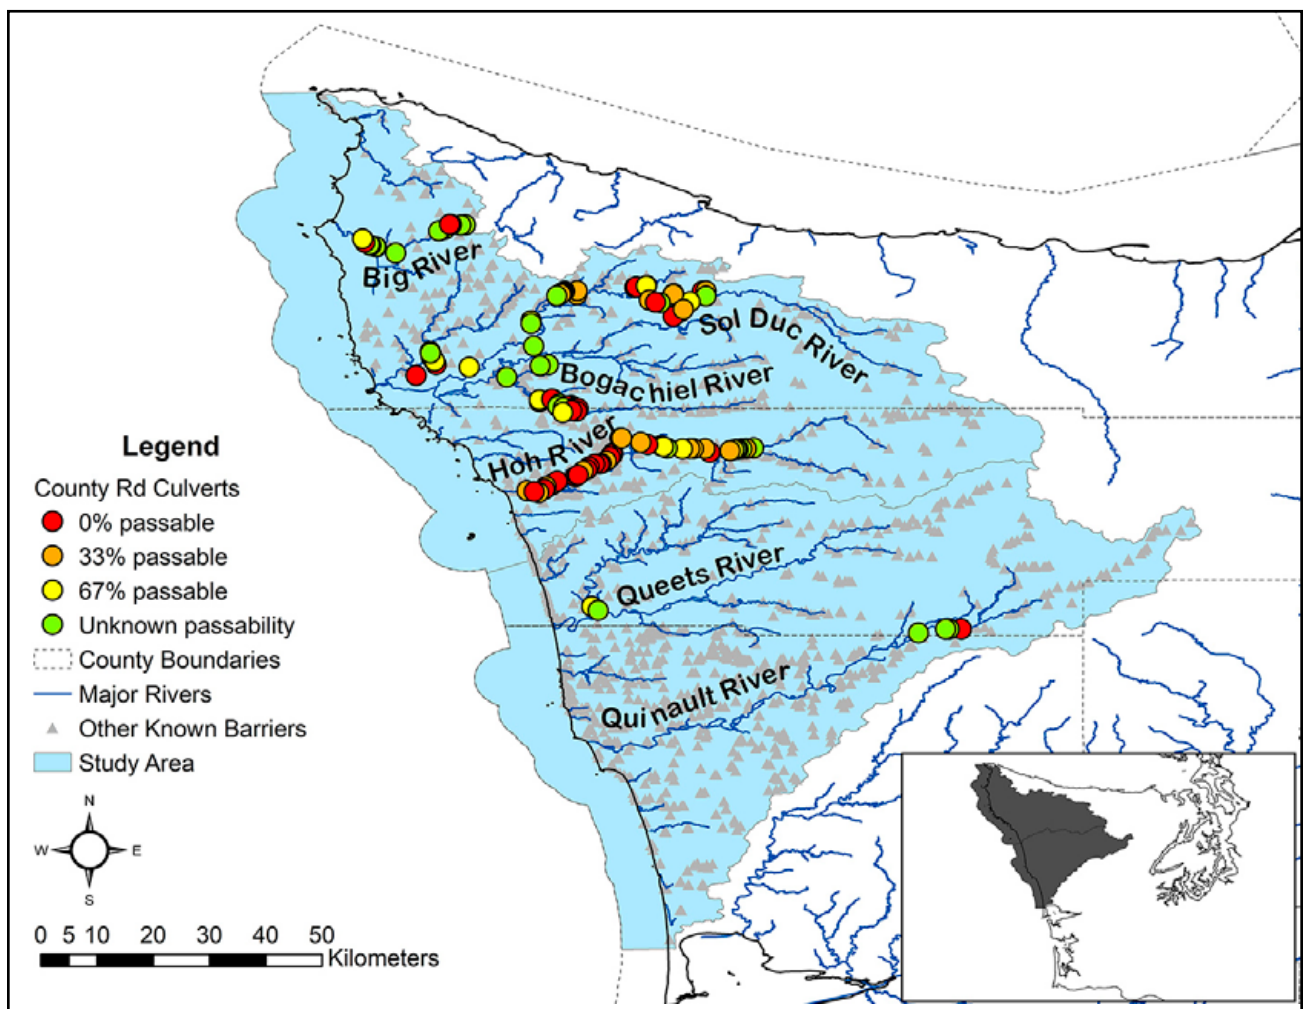 Big River
Sol Duc River
Bogachiel River
Hoh River
Queets River
Quinault River
Legend
County Rd Culverts
0% passable
33% passable
67% passable
Unknown passability
County Boundaries
Major Rivers
Other Known Barriers
Study Area
N
W E
S
0 5 10 20 30 40 50
Kilometers